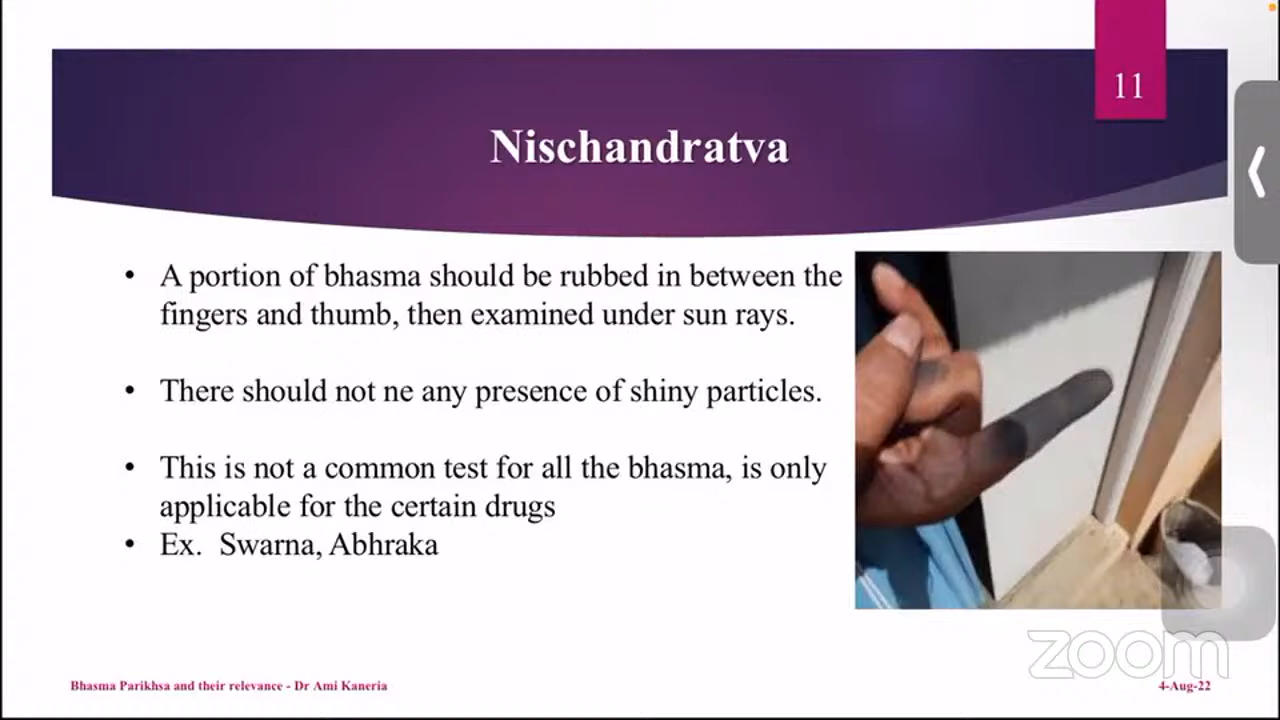 11
Nischandratva
• A portion of bhasma should be rubbed in between the
fingers and thumb, then examined under sun rays.
• There should not ne any presence of shiny particles.
• This is not a common test for all the bhasma, is only
applicable for the certain drugs
• Ex. Swarna, Abhraka
zoom
Bhasma Parikhsa and their relevance - Dr Ami Kaneria
4-Aug-22